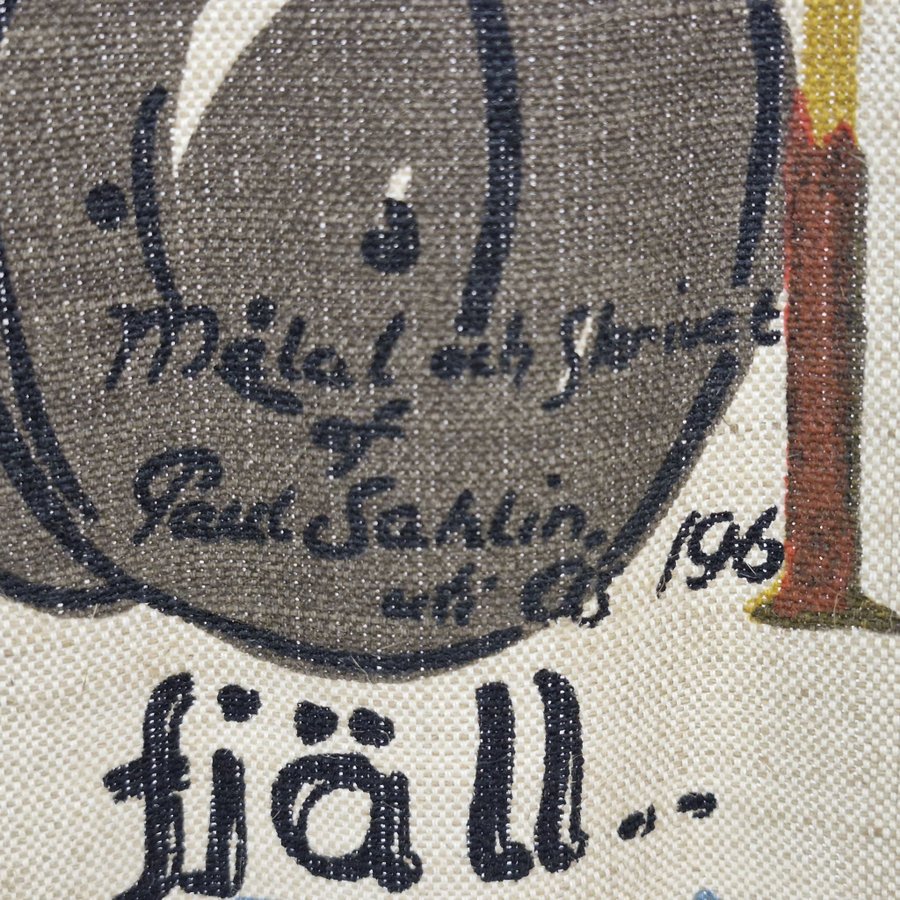 Målat och Skrivet
af
Paul Sahlin.
uti Ås 196
fjäll..